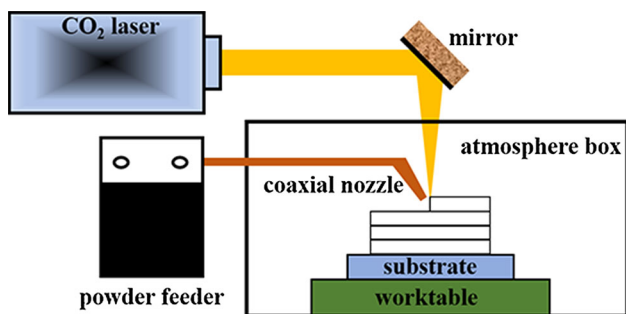 CO₂ laser
mirror
atmosphere box
coaxial nozzle
substrate
powder feeder
worktable